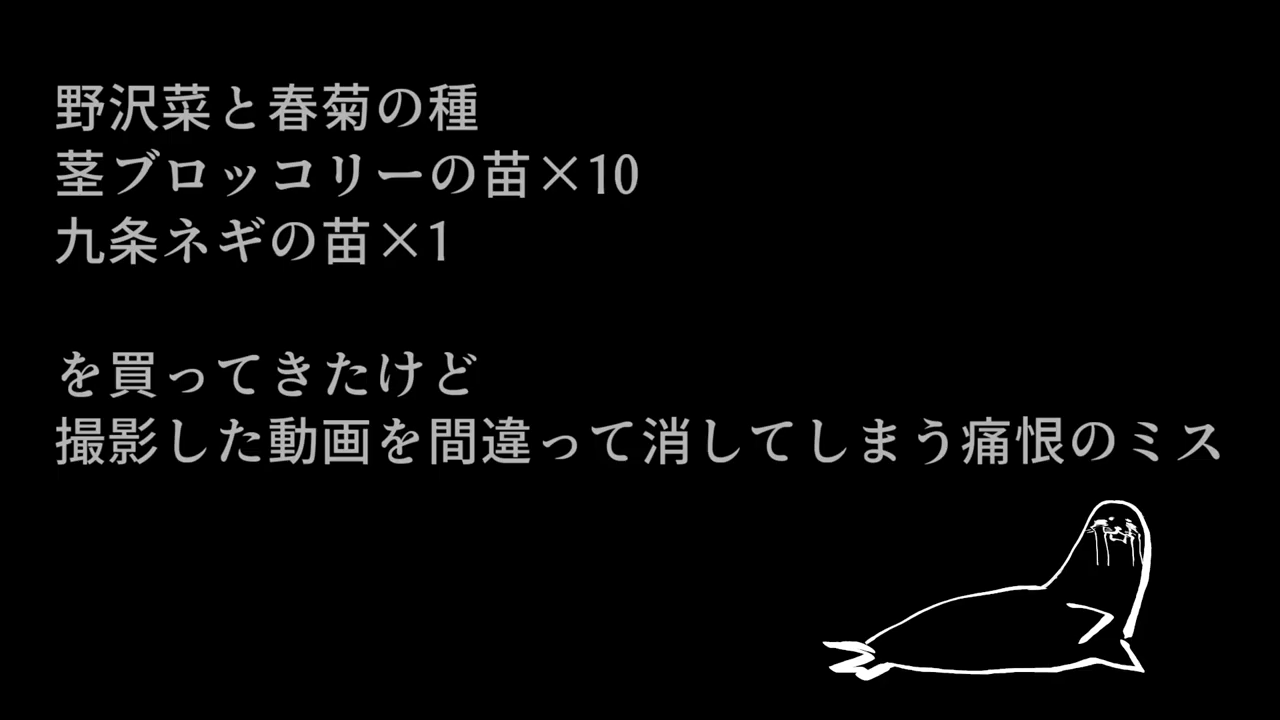 野沢菜と春菊の種
茎ブロッコリーの苗×10
九条ネギの苗×1
を買ってきたけど
撮影した動画を間違って消してしまう痛恨のミス